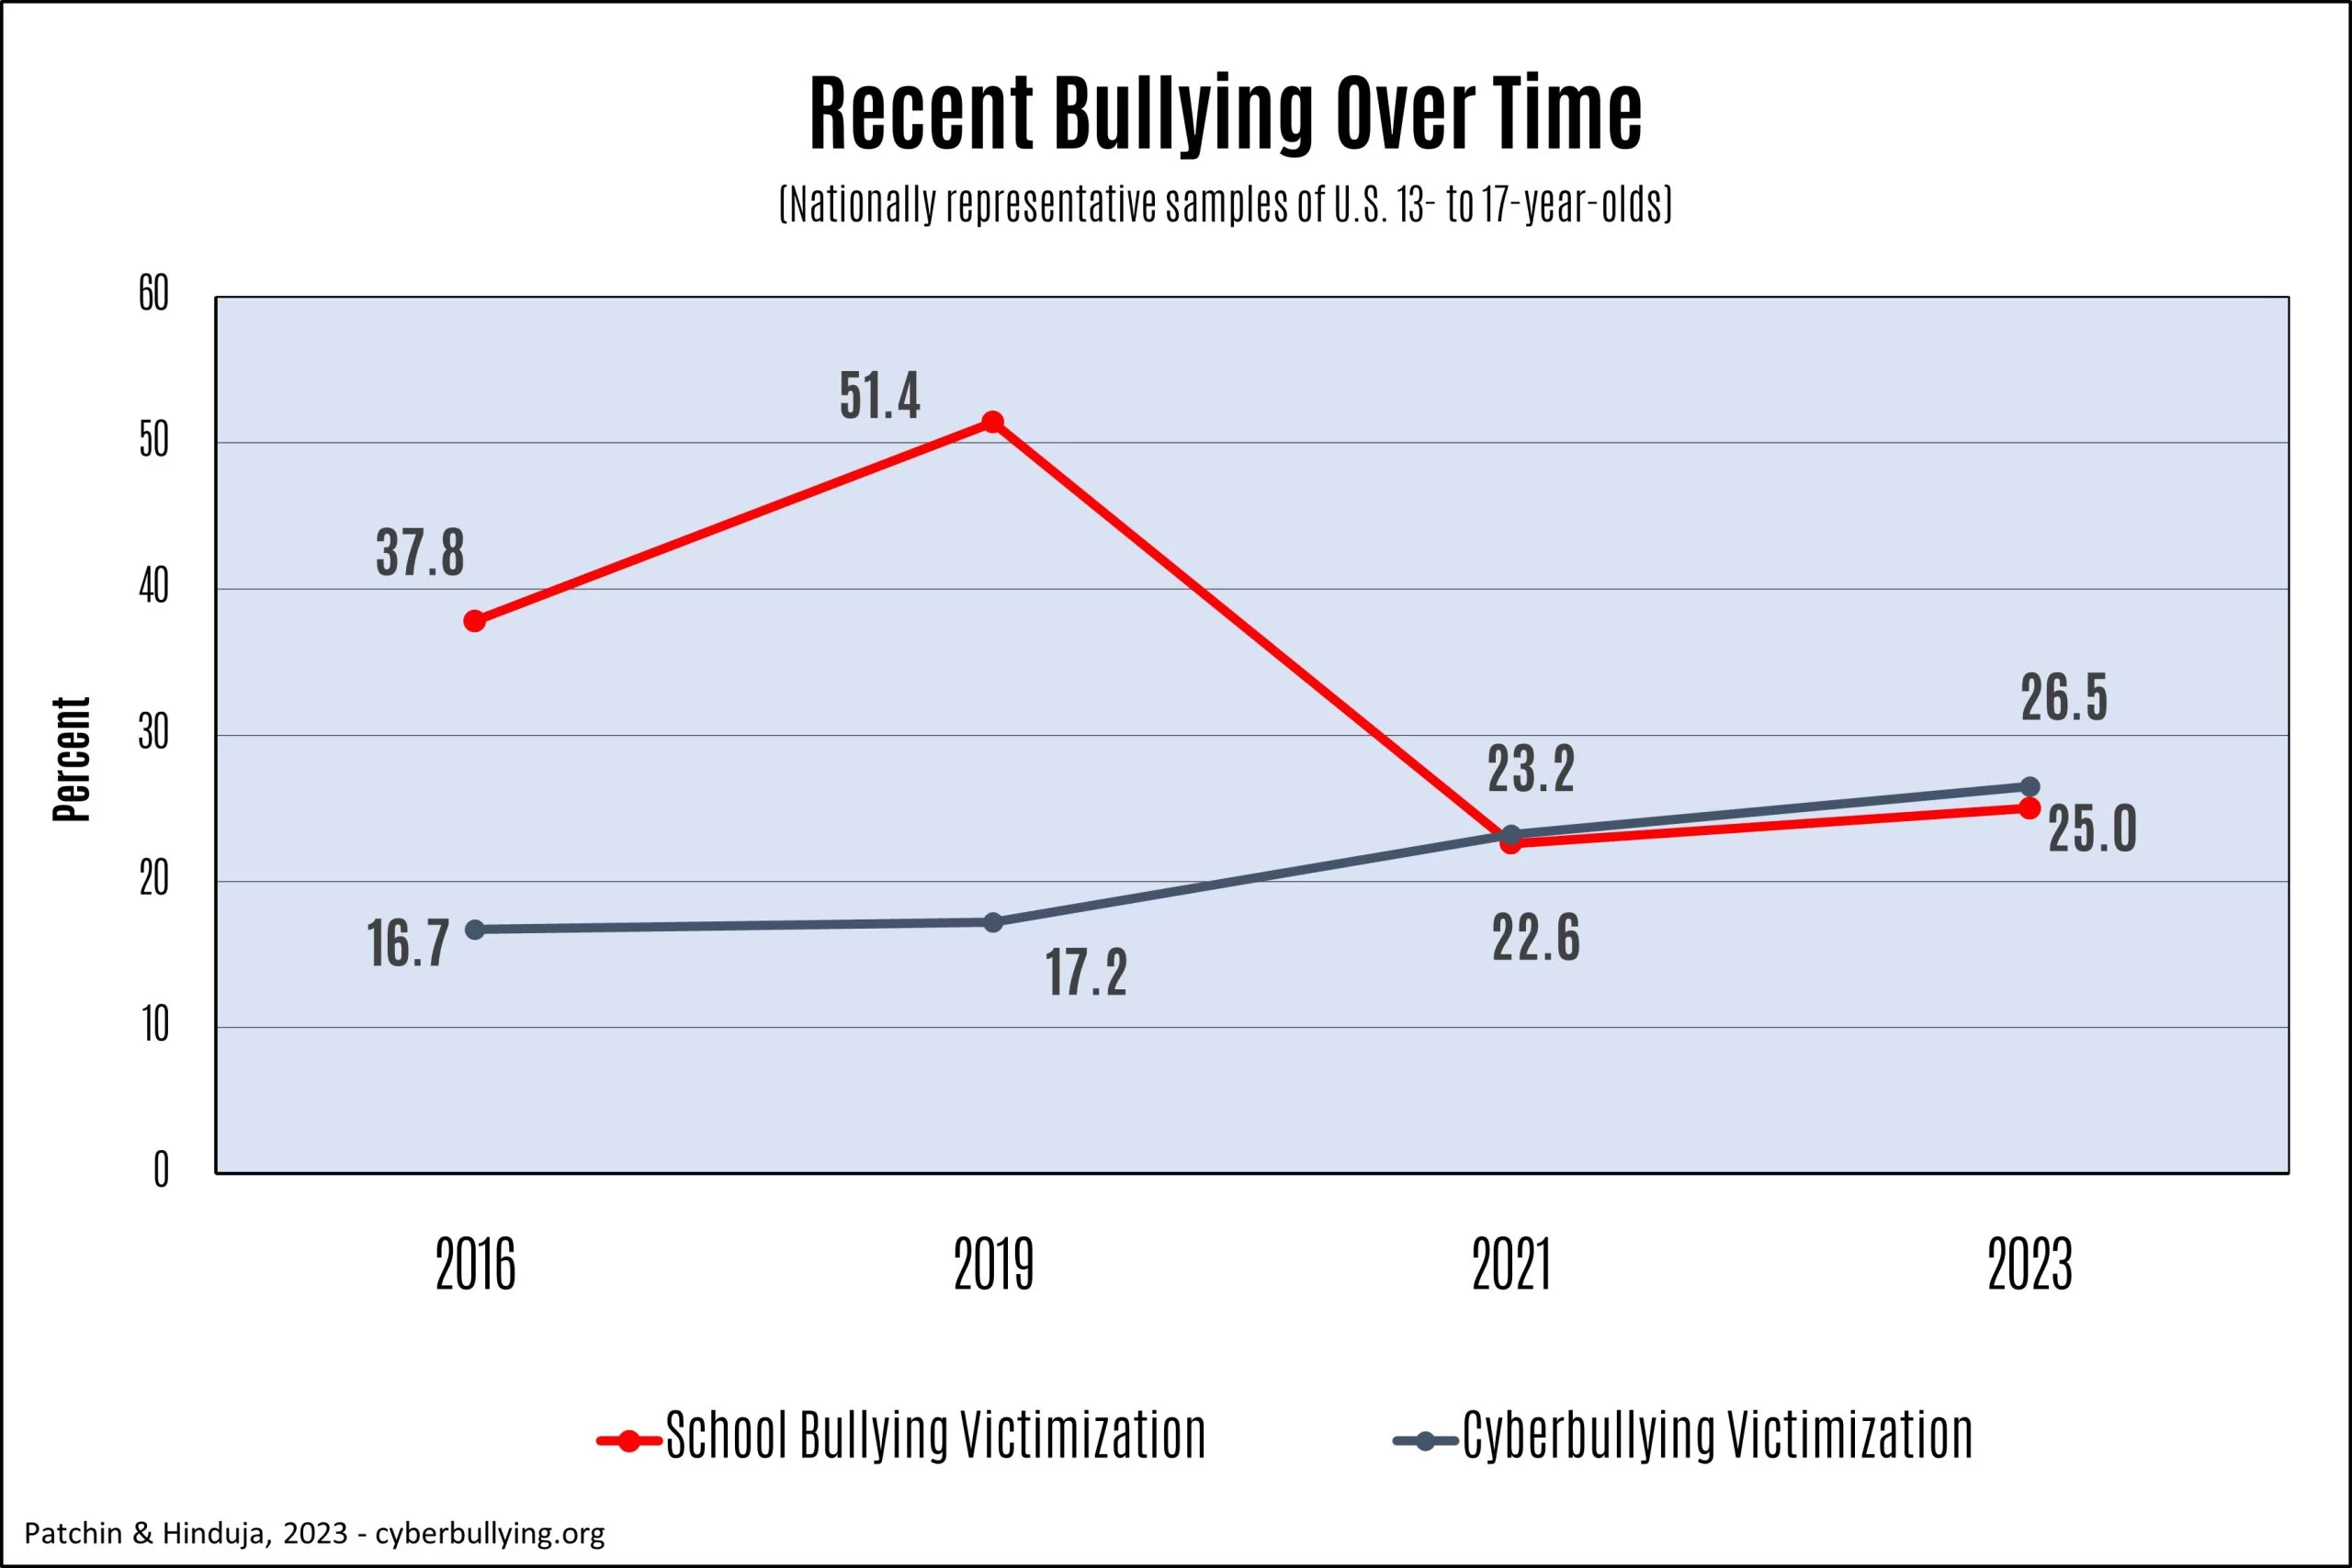 Recent Bullying Over Time
(Nationally representative samples of U.S. 13- to 17-year-olds)
Percent
60
50
40
30
20
10
0
37.8
51.4
23.2
22.6
26.5
25.0
16.7
17.2
2016 2019 2021 2023
School Bullying Victimization Cyberbullying Victimization
Patchin & Hinduja, 2023 - cyberbullying.org